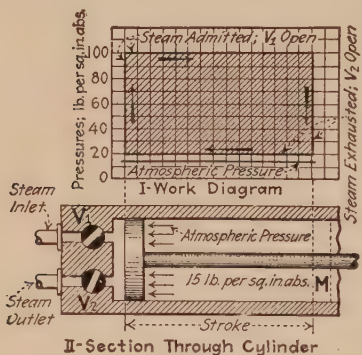 Steam Admitted; V₁ Open
Pressures; lb. per sq. in. abs.
100
80
60
40
20
0
Steam Exhausted; V₂ Open
Atmospheric Pressure
I-Work Diagram
Steam
Inlet
V₁
Atmospheric Pressure
15 lb. per sq. in. abs.
M
V₂
Steam
Outlet
Stroke
II-Section Through Cylinder